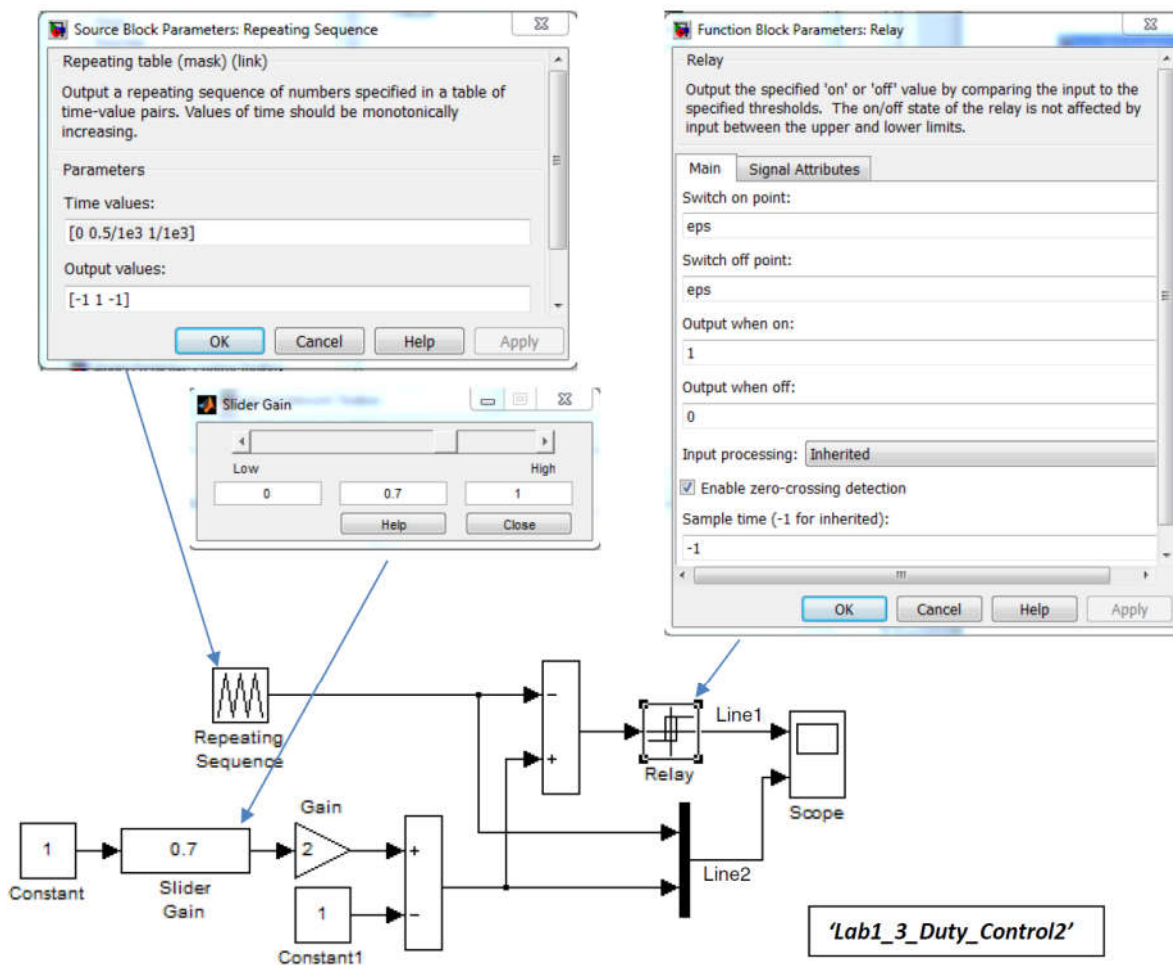 Source Block Parameters: Repeating Sequence
Repeating table (mask) (link)
Output a repeating sequence of numbers specified in a table of
time-value pairs. Values of time should be monotonically
increasing.
Parameters
Time values:
[0 0.5/1e3 1/1e3]
Output values:
[-1 1 -1]
OK Cancel Help Apply
Function Block Parameters: Relay
Relay
Output the specified 'on' or 'off' value by comparing the input to the
specified thresholds. The on/off state of the relay is not affected by
input between the upper and lower limits.
Main Signal Attributes
Switch on point:
eps
Switch off point:
eps
Output when on:
1
Output when off:
0
Input processing: Inherited
Enable zero-crossing detection
Sample time (-1 for inherited):
-1
OK Cancel Help Apply
Slider Gain
Low High
0 0.7 1
Help Close
Repeating
Sequence
-
+
Relay
Line1
Scope
1
Constant
0.7
Slider
Gain
Gain
2
1
Constant1
+
-
Line2
'Lab1_3_Duty_Control2'